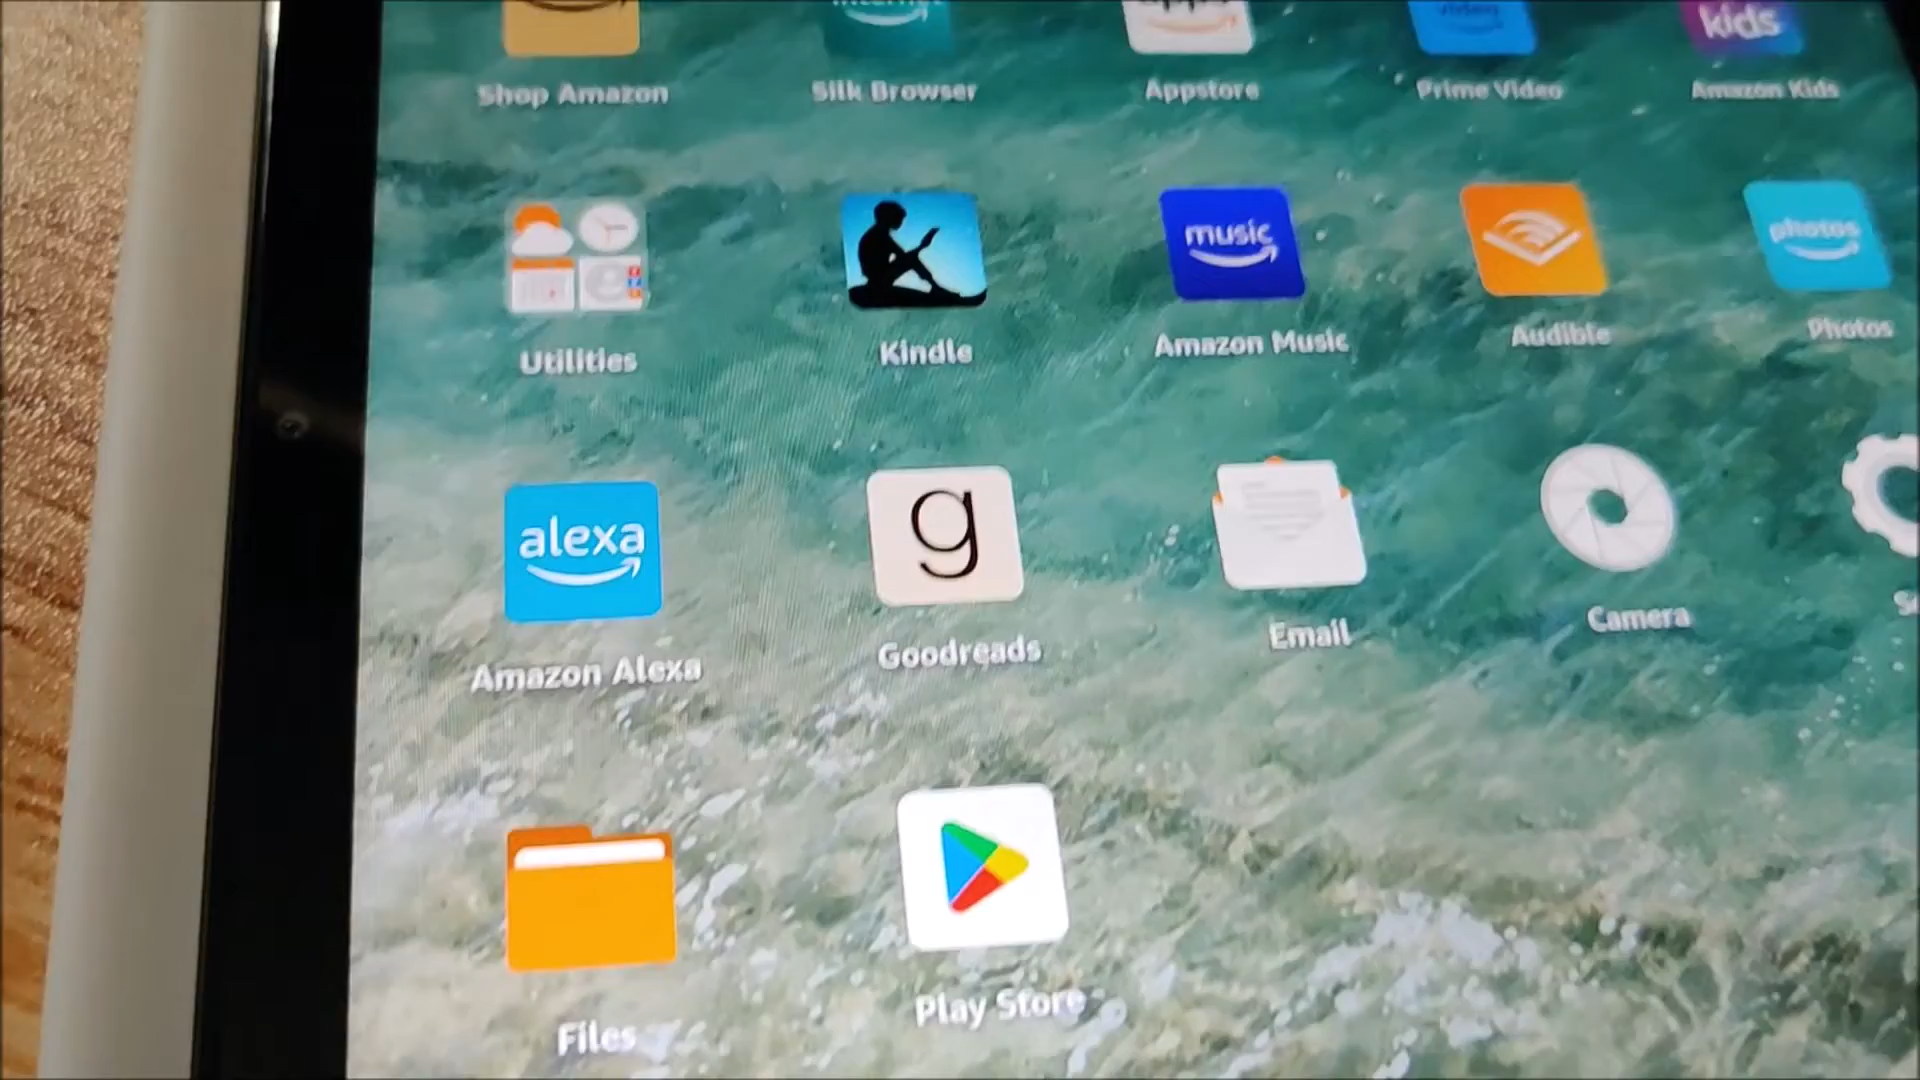 kids
Shop Amazon
Silk Browser
Appstore
Prime Video
Amazon Kids
music
photos
Utilities
Kindle
Amazon Music
Audible
Photos
alexa
g
Amazon Alexa
Goodreads
Email
Camera
Files
Play Store